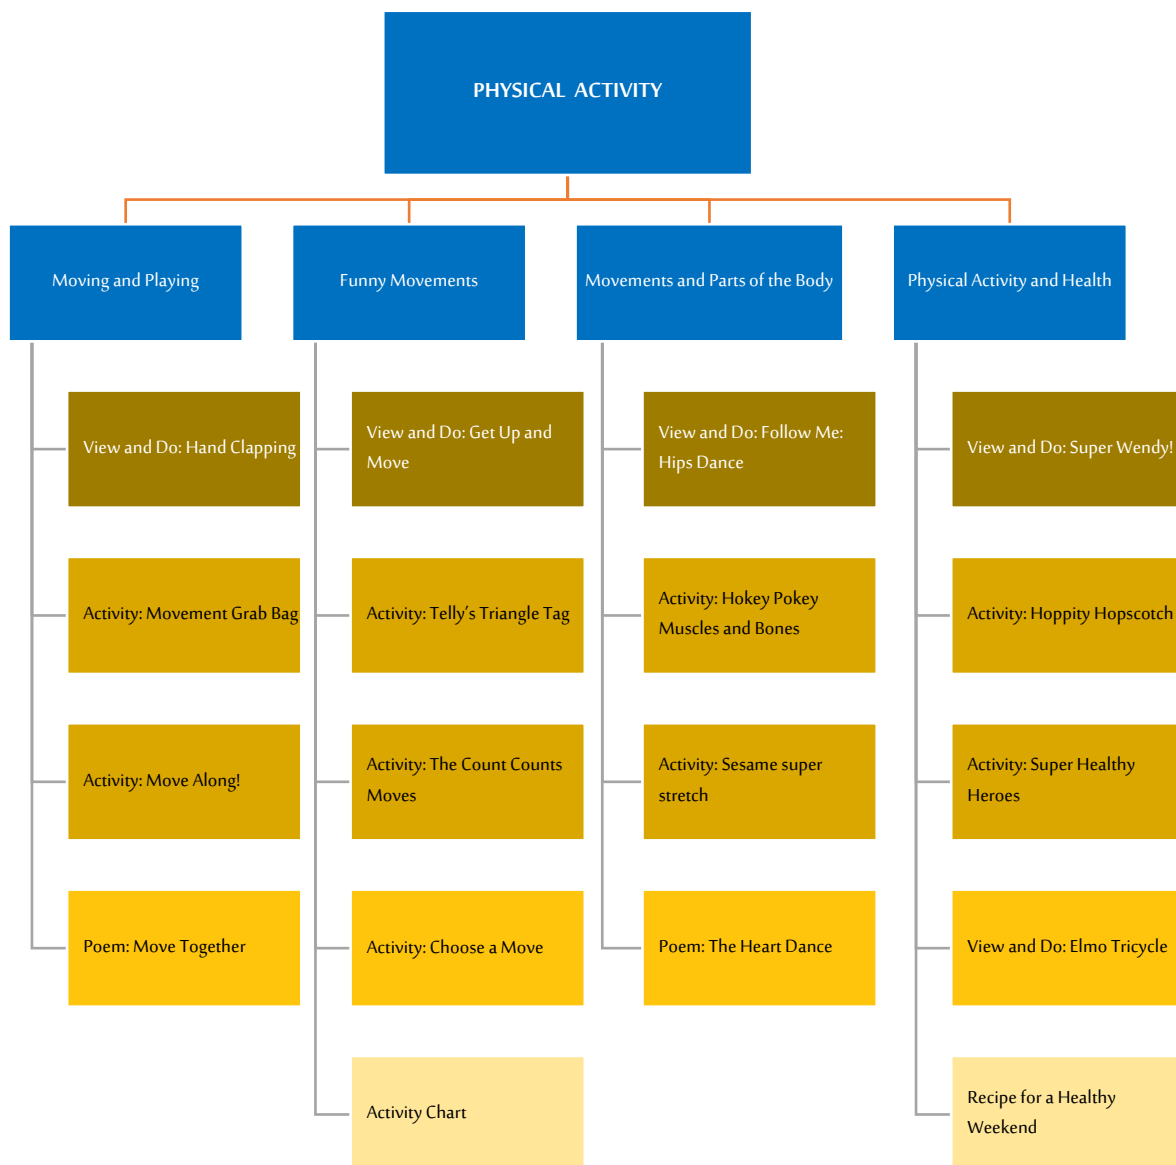 PHYSICAL ACTIVITY
Moving and Playing
Funny Movements
Movements and Parts of the Body
Physical Activity and Health
View and Do: Hand Clapping
Activity: Movement Grab Bag
Activity: Move Along!
Poem: Move Together
View and Do: Get Up and
Move
Activity: Telly’s Triangle Tag
Activity: The Count Counts
Moves
Activity: Choose a Move
Activity Chart
View and Do: Follow Me:
Hips Dance
Activity: Hokey Pokey
Muscles and Bones
Activity: Sesame super
stretch
Poem: The Heart Dance
View and Do: Super Wendy!
Activity: Hoppity Hopscotch
Activity: Super Healthy
Heroes
View and Do: Elmo Tricycle
Recipe for a Healthy
Weekend